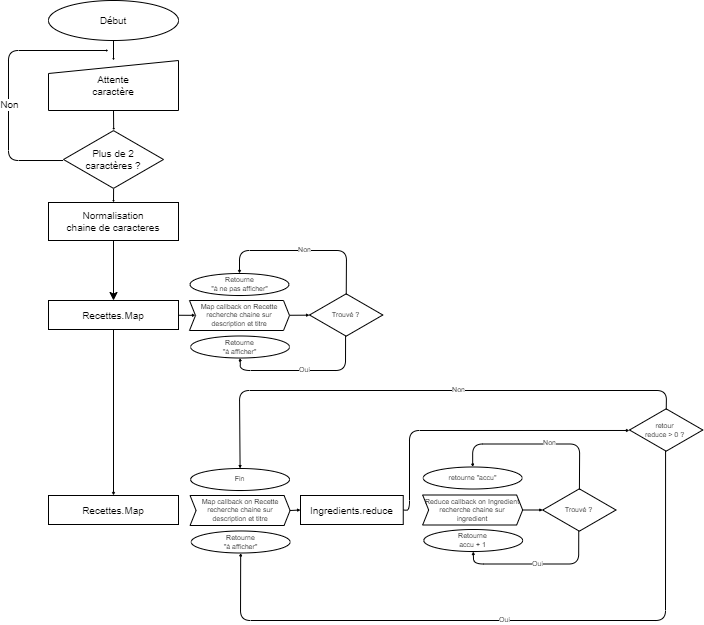 Début
Attente
caractère
Non
Plus de 2
caractères ?
Normalisation
chaine de caracteres
Non
Retourne
"à ne pas afficher"
Recettes.Map
Map callback on Recette
recherche chaine sur
description et titre
Trouvé ?
Retourne
"à afficher"
Oui
Non
retour
reduce > 0 ?
Non
Fin
retourne "accu"
Recettes.Map
Map callback on Recette
recherche chaine sur
description et titre
Ingredients.reduce
Reduce callback on Ingredient
recherche chaine sur
ingredient
Trouvé ?
Retourne
"à afficher"
Retourne
accu + 1
Oui
Oui